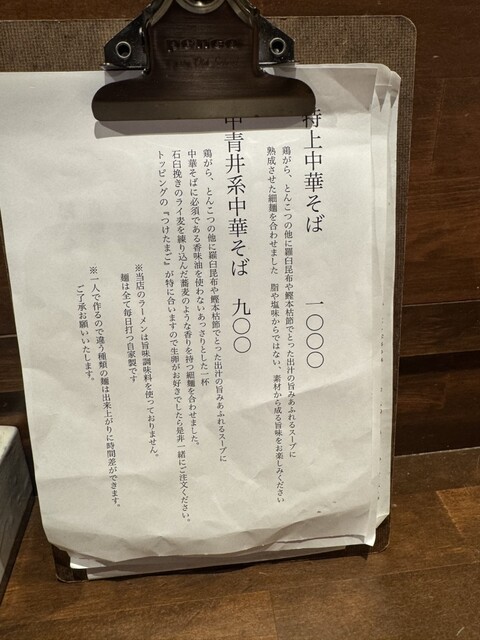 特上中華そば　一〇〇〇
鶏がら、とんこつの他に羅臼昆布や鰹本枯節でとった出汁の旨みあふれるスープに
熟成させた細麺を合わせました　脂や塩味からではない、素材から成る旨味をお楽しみください
中青井系中華そば　九〇〇
鶏がら、とんこつの他に羅臼昆布や鰹本枯節でとった出汁の旨みあふれるスープに
中華そばに必須である香味油を使わないあっさりとした一杯
石臼挽きのライ麦を練り込んだ蕎麦のような香りを持つ細麺を合わせました。
トッピングの『つけたまご』が特に合いますので生卵がお好きでしたら是非一緒にご注文ください。
※当店のラーメンは旨味調味料を使っておりません。
麺は全て毎日打つ自家製です
※一人で作るので違う種類の麺は出来上がりに時間差ができます。
ご了承お願いいたします。